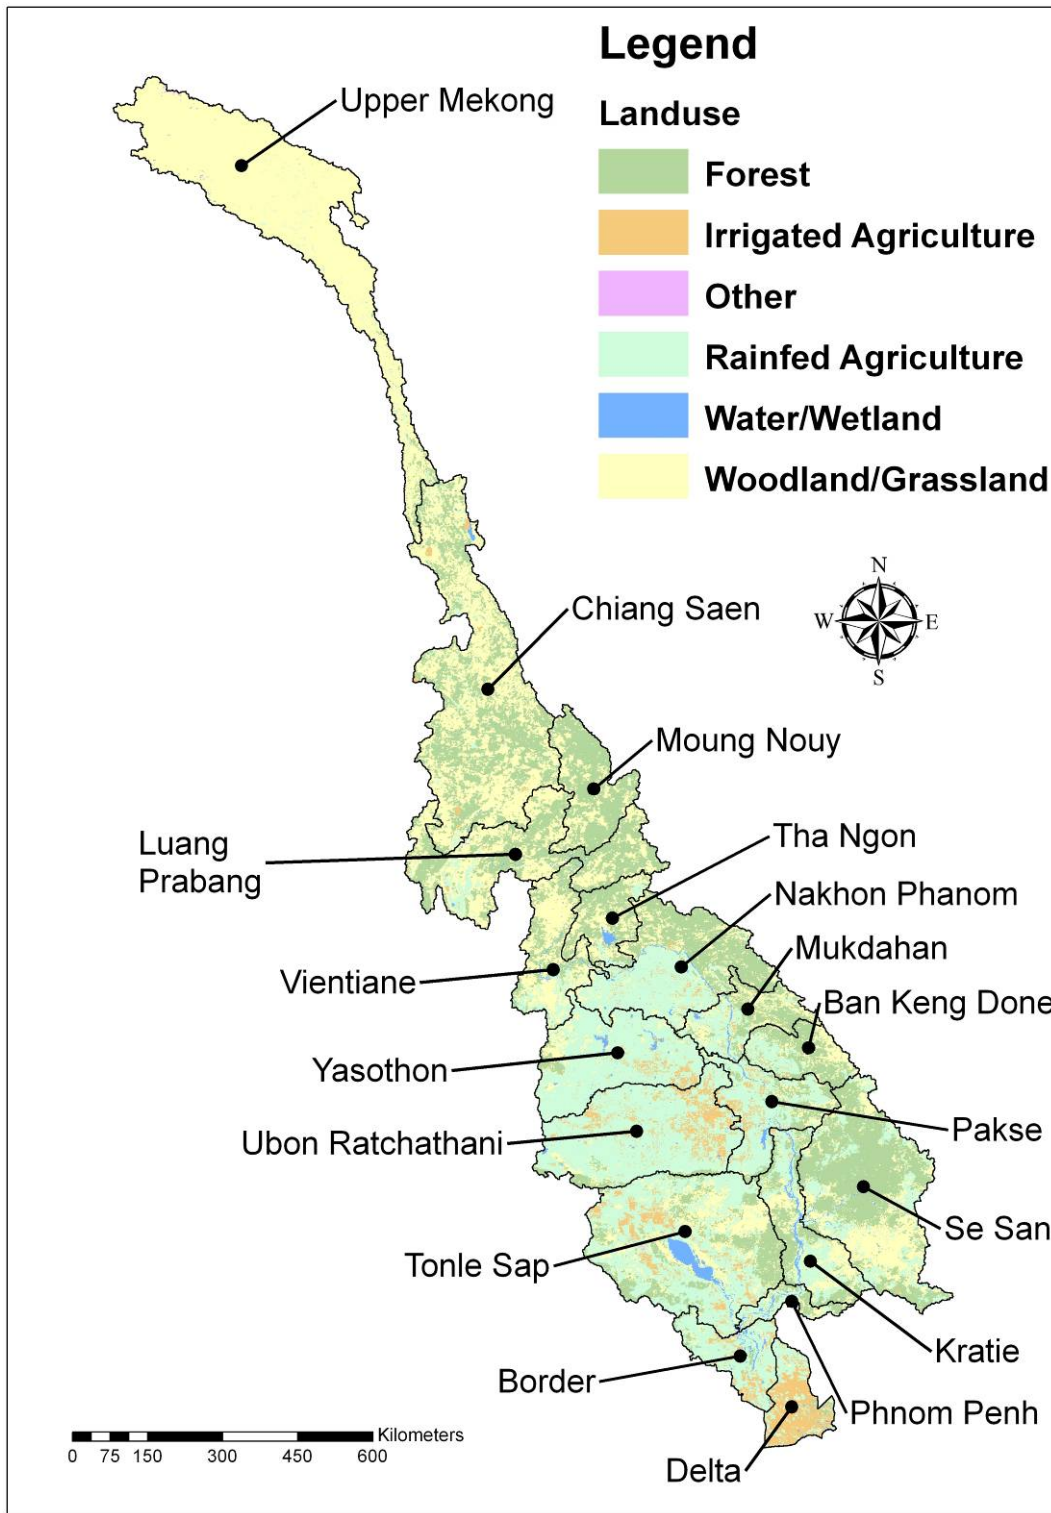 Legend
Landuse
Forest
Irrigated Agriculture
Other
Rainfed Agriculture
Water/Wetland
Woodland/Grassland
N
W E
S
Upper Mekong
Chiang Saen
Moung Nouy
Luang
Prabang
Tha Ngon
Nakhon Phanom
Mukdahan
Vientiane
Ban Keng Done
Yasothon
Pakse
Ubon Ratchathani
Se San
Tonle Sap
Kratie
Border
Phnom Penh
Delta
Kilometers
0 75 150 300 450 600